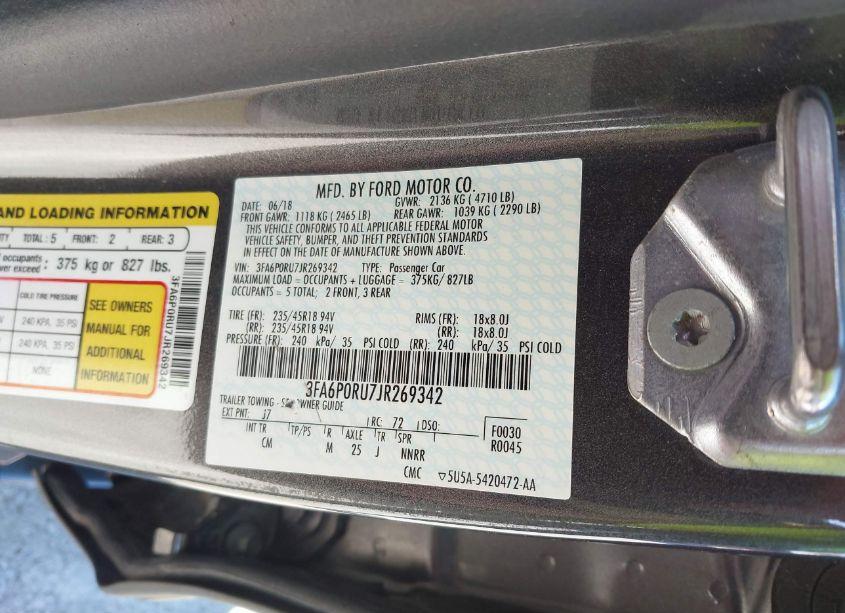 AND LOADING INFORMATION
TOTAL: 5 FRONT: 2 REAR: 3
occupants
wer exceed : 375 kg or 827 lbs.
COLD TIRE PRESSURE
240 KPA, 35 PSI
240 KPA, 35 PSI
NONE
SEE OWNERS
MANUAL FOR
ADDITIONAL
INFORMATION
3FA6P0RU7JR269342
MFD. BY FORD MOTOR CO.
DATE: 06/18 GVWR: 2136 KG ( 4710 LB)
FRONT GAWR: 1118 KG ( 2465 LB) REAR GAWR: 1039 KG ( 2290 LB)
THIS VEHICLE CONFORMS TO ALL APPLICABLE FEDERAL MOTOR
VEHICLE SAFETY, BUMPER, AND THEFT PREVENTION STANDARDS
IN EFFECT ON THE DATE OF MANUFACTURE SHOWN ABOVE.
VIN: 3FA6P0RU7JR269342 TYPE: Passenger Car
MAXIMUM LOAD = OCCUPANTS + LUGGAGE = 375KG/ 827LB
OCCUPANTS = 5 TOTAL; 2 FRONT, 3 REAR
TIRE (FR): 235/45R18 94V RIMS (FR): 18x8.0J
(RR): 235/45R18 94V (RR): 18x8.0J
PRESSURE (FR): 240 kPa/ 35 PSI COLD (RR): 240 kPa/35 PSI COLD
3FA6P0RU7JR269342
TRAILER TOWING - SEE OWNER GUIDE
EXT PNT: J7 RC: 72 DSO: F0030
INT TR TP/PS R AXLE TR SPR R0045
CM M 25 J NNRR
CMC ▽5U5A-5420472-AA